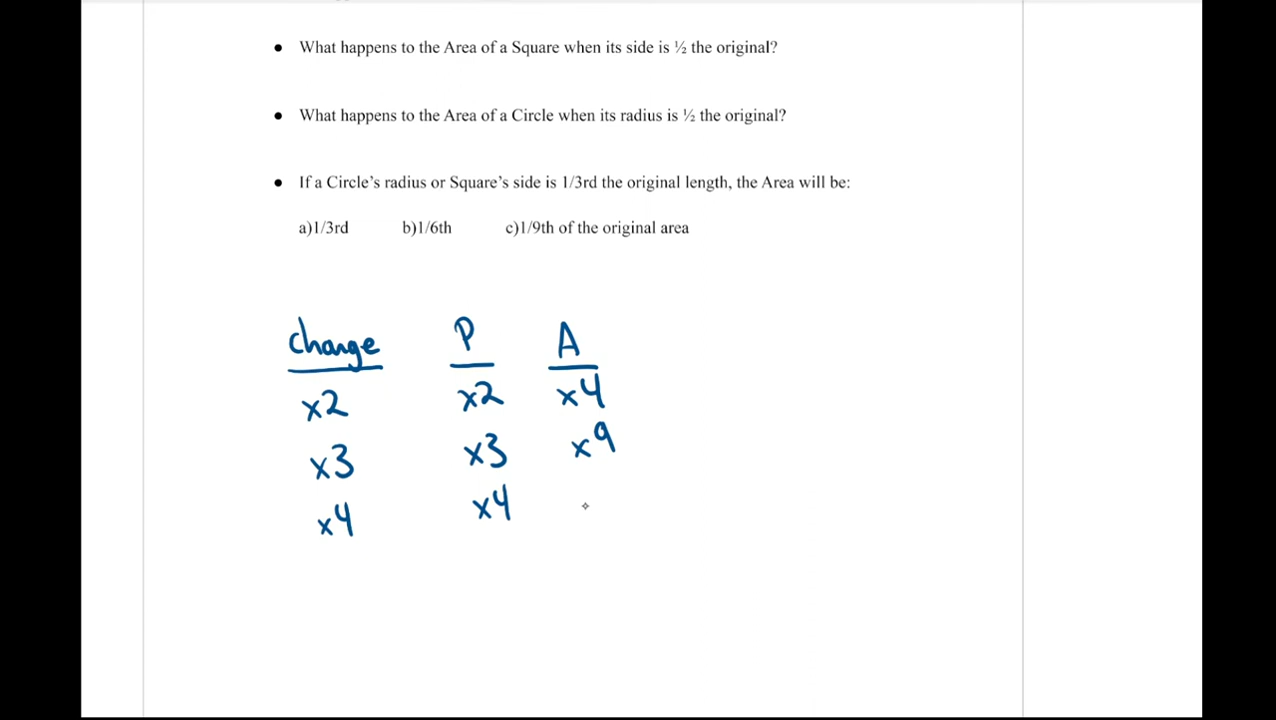 • What happens to the Area of a Square when its side is ½ the original?
• What happens to the Area of a Circle when its radius is ½ the original?
• If a Circle's radius or Square's side is 1/3rd the original length, the Area will be:
a)1/3rd b)1/6th c)1/9th of the original area
change P A
x2 x2 x4
x3 x3 x9
x4 x4